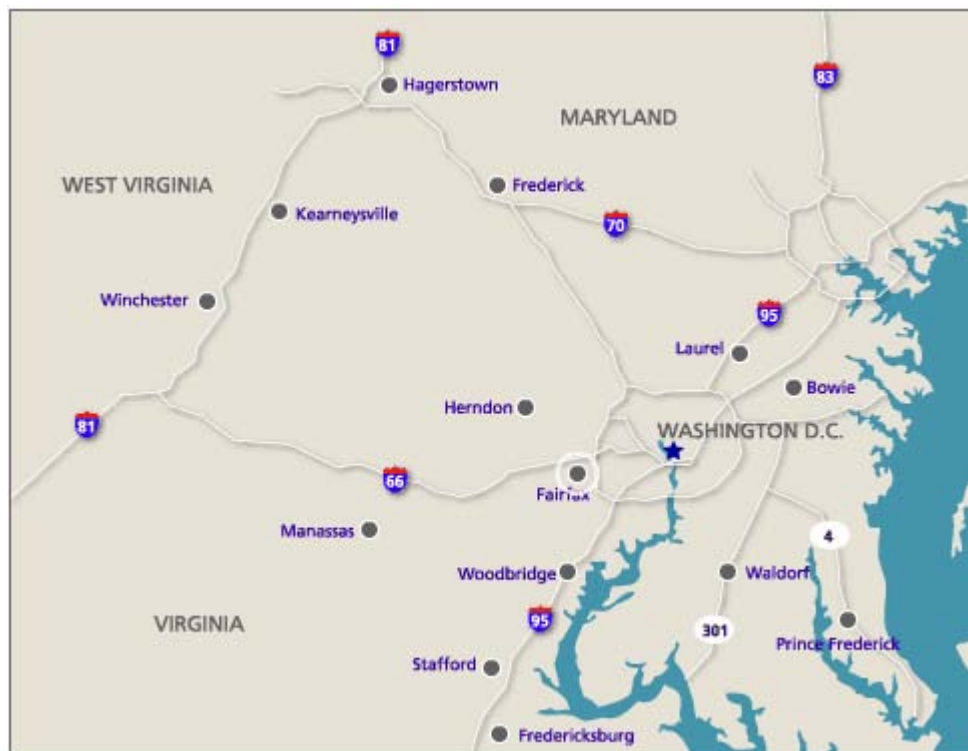 81
Hagerstown
83
MARYLAND
WEST VIRGINIA
Frederick
Kearneysville
70
Winchester
95
Laurel
Bowie
Herndon
81
WASHINGTON D.C.
66
Fairfax
Manassas
4
Woodbridge
Waldorf
95
VIRGINIA
301
Prince Frederick
Stafford
Fredericksburg